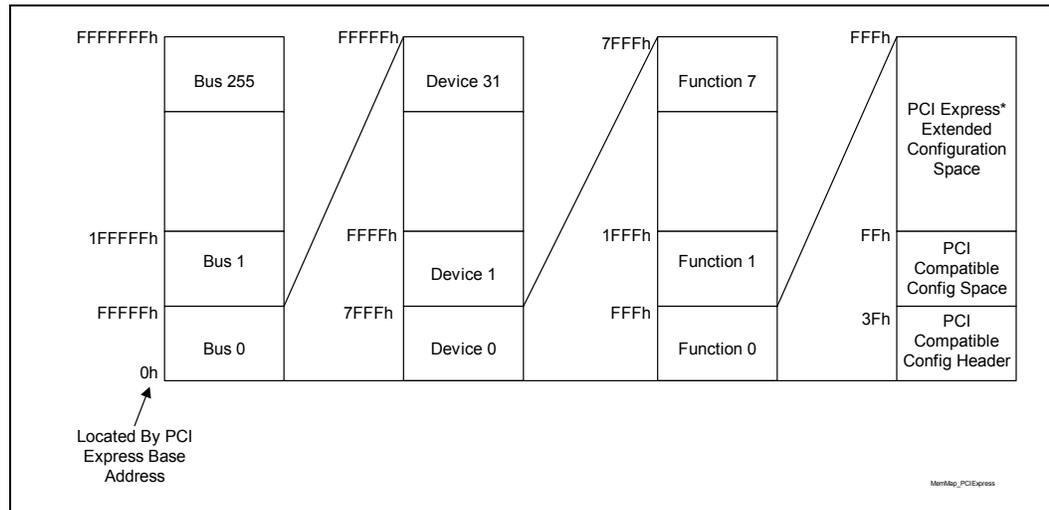 FFFFFFFh
Bus 255
1FFFFFh
Bus 1
FFFFFh
Bus 0
0h
Located By PCI
Express Base
Address
FFFFFh
Device 31
FFFFh
Device 1
7FFFh
Device 0
7FFFh
Function 7
1FFFh
Function 1
FFFh
Function 0
FFFh
PCI Express*
Extended
Configuration
Space
FFh
PCI
Compatible
Config Space
3Fh
PCI
Compatible
Config Header
MemMap_PCIExpress